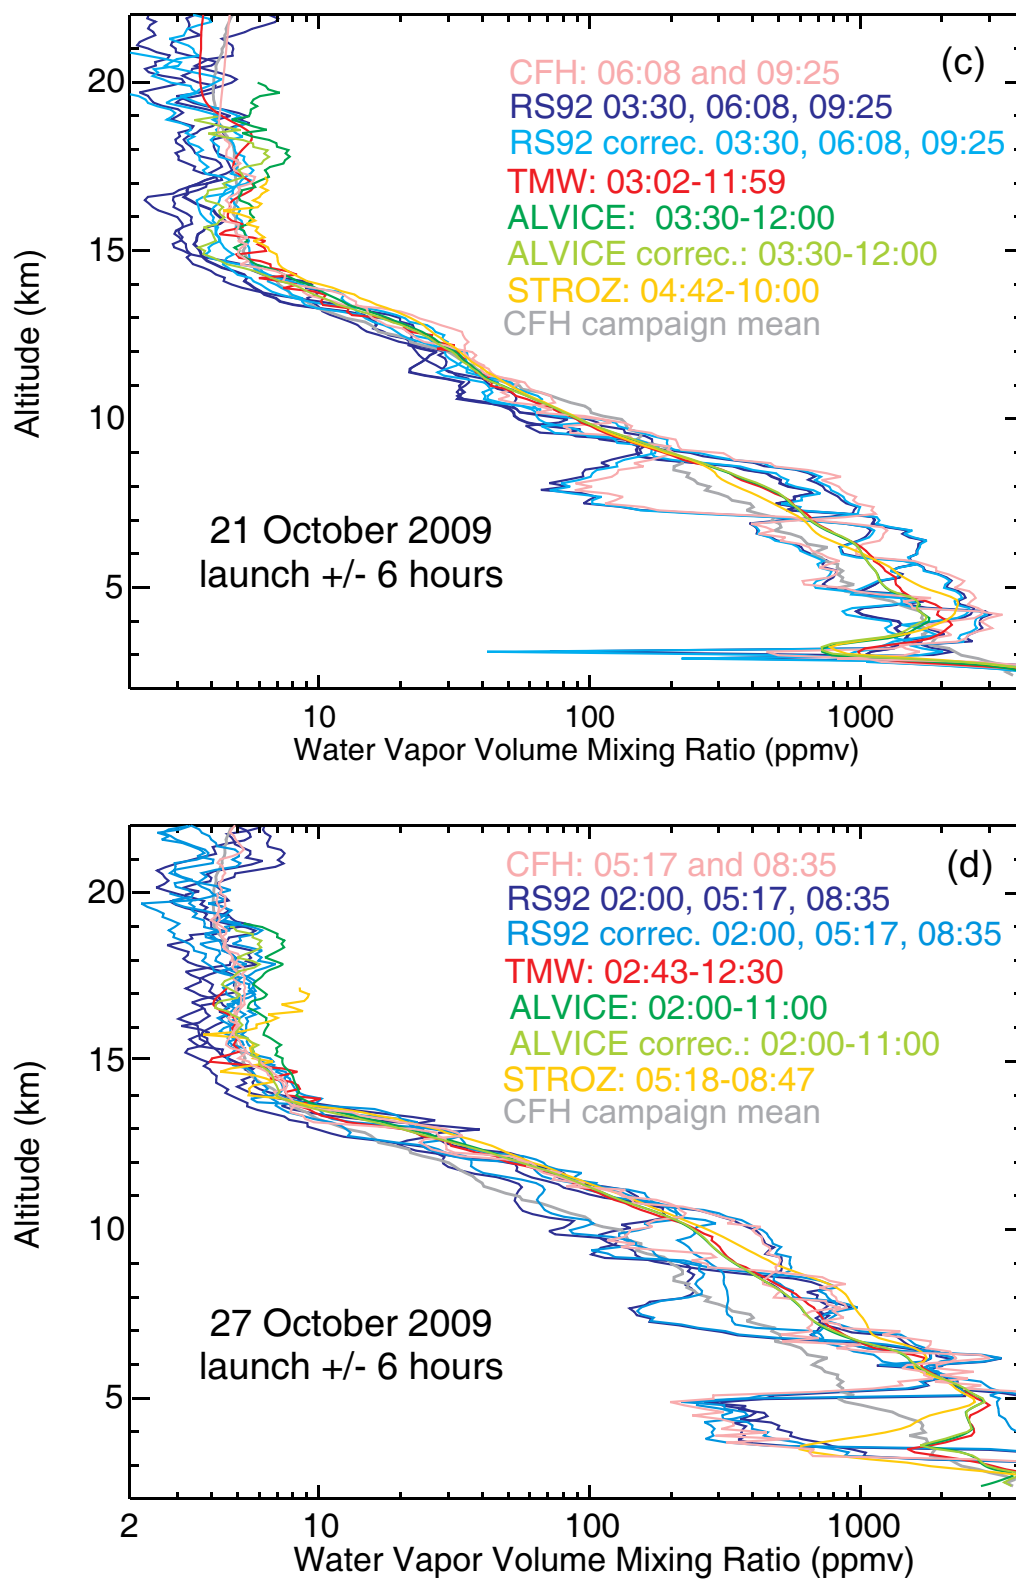 (c)
20
15
10
5
Altitude (km)
CFH: 06:08 and 09:25
RS92 03:30, 06:08, 09:25
RS92 correc. 03:30, 06:08, 09:25
TMW: 03:02-11:59
ALVICE:  03:30-12:00
ALVICE correc.: 03:30-12:00
STROZ: 04:42-10:00
CFH campaign mean
21 October 2009
launch +/- 6 hours
10 100 1000
Water Vapor Volume Mixing Ratio (ppmv)
(d)
20
15
10
5
Altitude (km)
CFH: 05:17 and 08:35
RS92 02:00, 05:17, 08:35
RS92 correc. 02:00, 05:17, 08:35
TMW: 02:43-12:30
ALVICE: 02:00-11:00
ALVICE correc.: 02:00-11:00
STROZ: 05:18-08:47
CFH campaign mean
27 October 2009
launch +/- 6 hours
2 10 100 1000
Water Vapor Volume Mixing Ratio (ppmv)